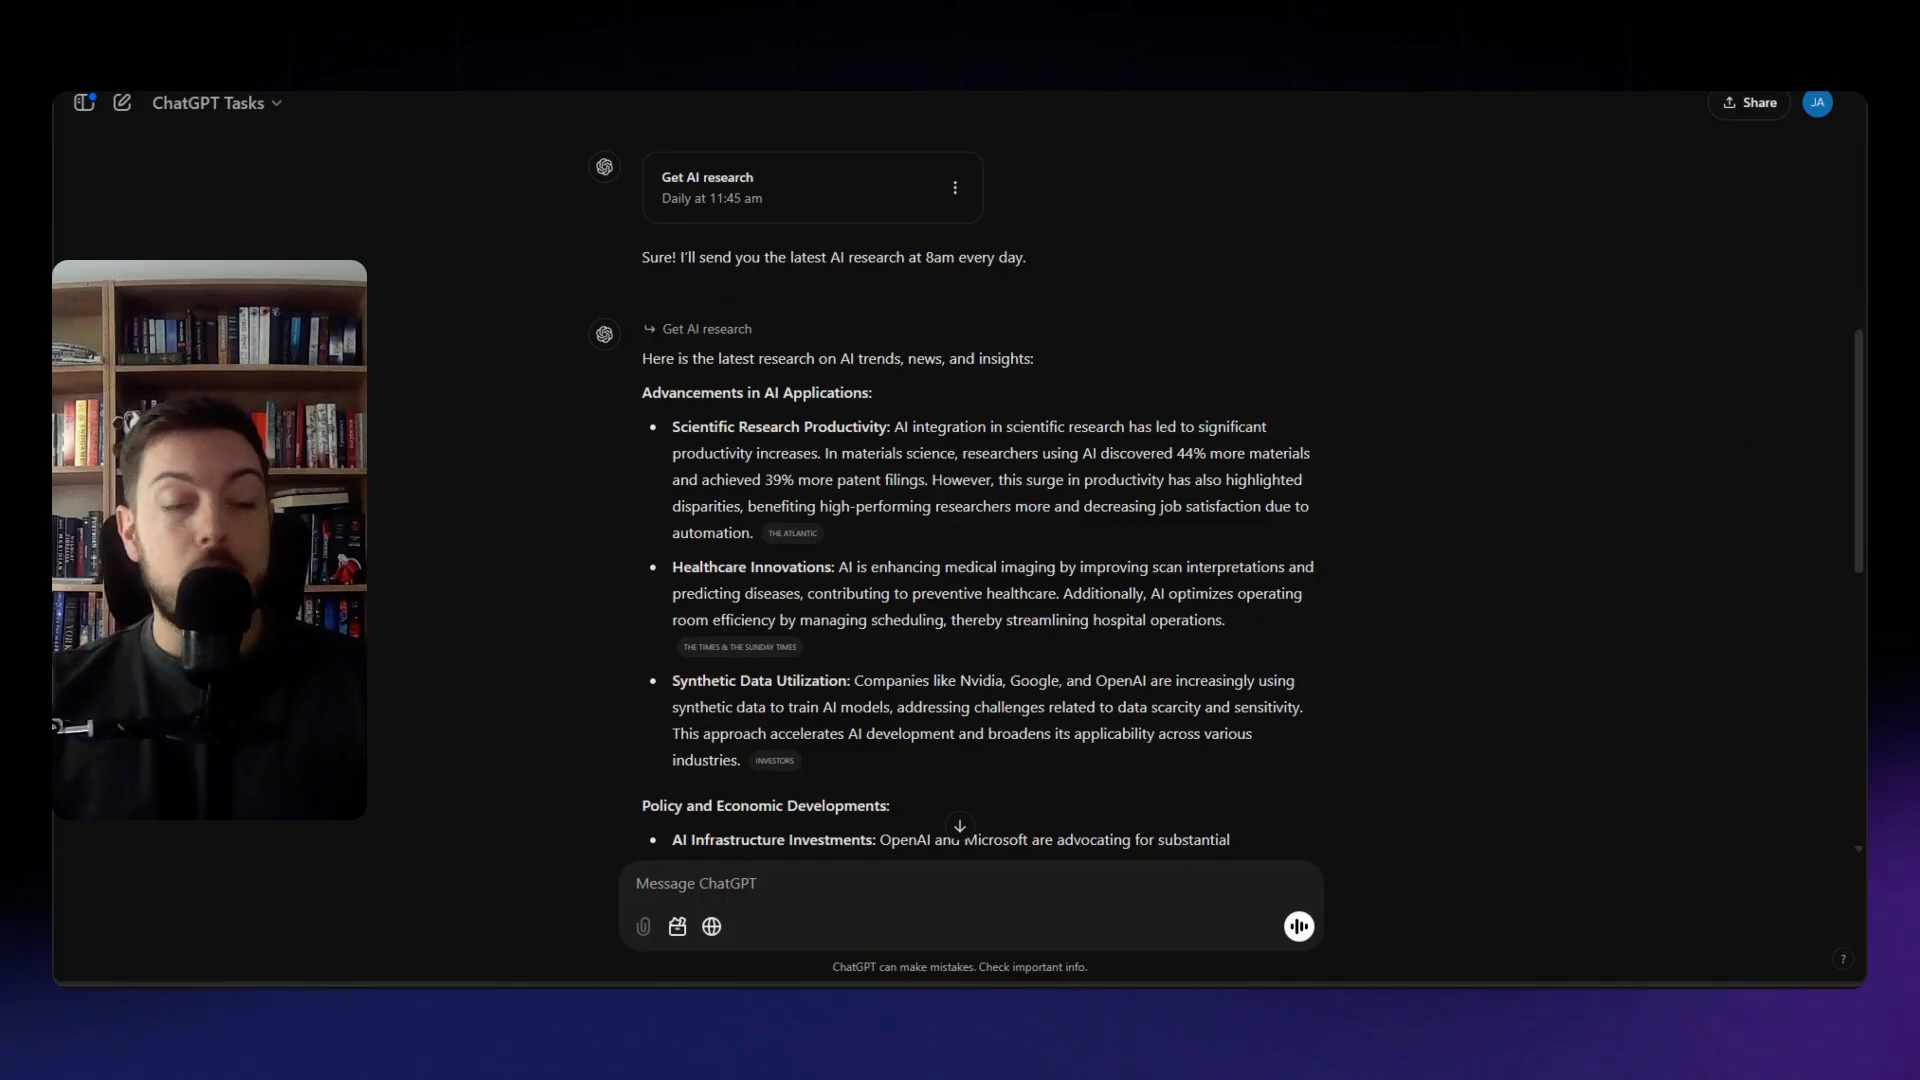 ChatGPT Tasks
Share
JA
Get AI research
Daily at 11:45 am
Sure! I'll send you the latest AI research at 8am every day.
Get AI research
Here is the latest research on AI trends, news, and insights:
Advancements in AI Applications:
Scientific Research Productivity: AI integration in scientific research has led to significant
productivity increases. In materials science, researchers using AI discovered 44% more materials
and achieved 39% more patent filings. However, this surge in productivity has also highlighted
disparities, benefiting high-performing researchers more and decreasing job satisfaction due to
automation. THE ATLANTIC
Healthcare Innovations: AI is enhancing medical imaging by improving scan interpretations and
predicting diseases, contributing to preventive healthcare. Additionally, AI optimizes operating
room efficiency by managing scheduling, thereby streamlining hospital operations.
THE TIMES & THE SUNDAY TIMES
Synthetic Data Utilization: Companies like Nvidia, Google, and OpenAI are increasingly using
synthetic data to train AI models, addressing challenges related to data scarcity and sensitivity.
This approach accelerates AI development and broadens its applicability across various
industries. INVESTORS
Policy and Economic Developments:
AI Infrastructure Investments: OpenAI and Microsoft are advocating for substantial
Message ChatGPT
ChatGPT can make mistakes. Check important info.
?